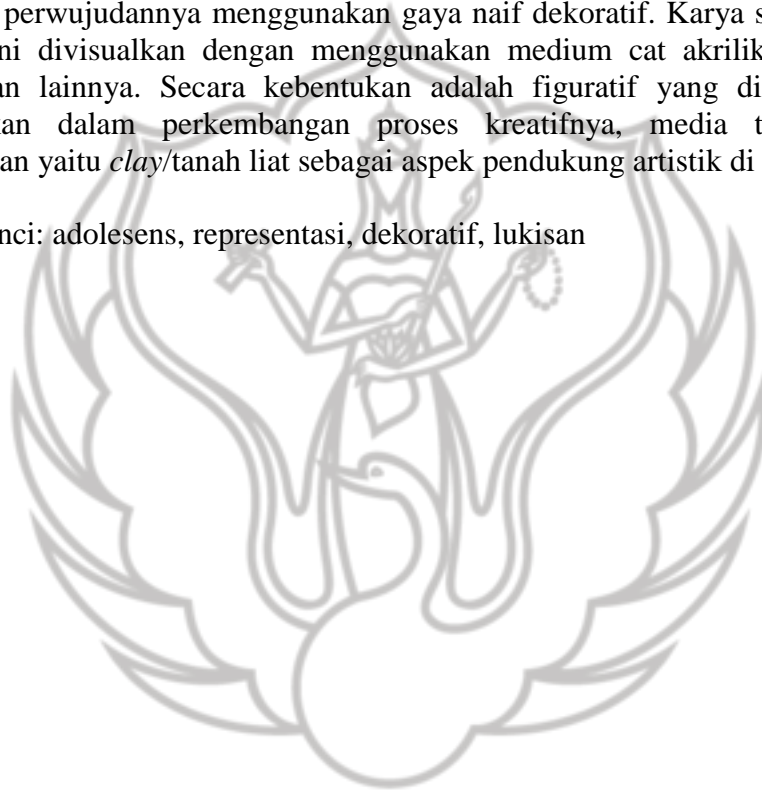 perwujudannya menggunakan gaya naif dekoratif. Karya s
ni divisualkan dengan menggunakan medium cat akrilik
an lainnya. Secara kebentukan adalah figuratif yang di
kan dalam perkembangan proses kreatifnya, media t
an yaitu clay/tanah liat sebagai aspek pendukung artistik di
nci: adolesens, representasi, dekoratif, lukisan